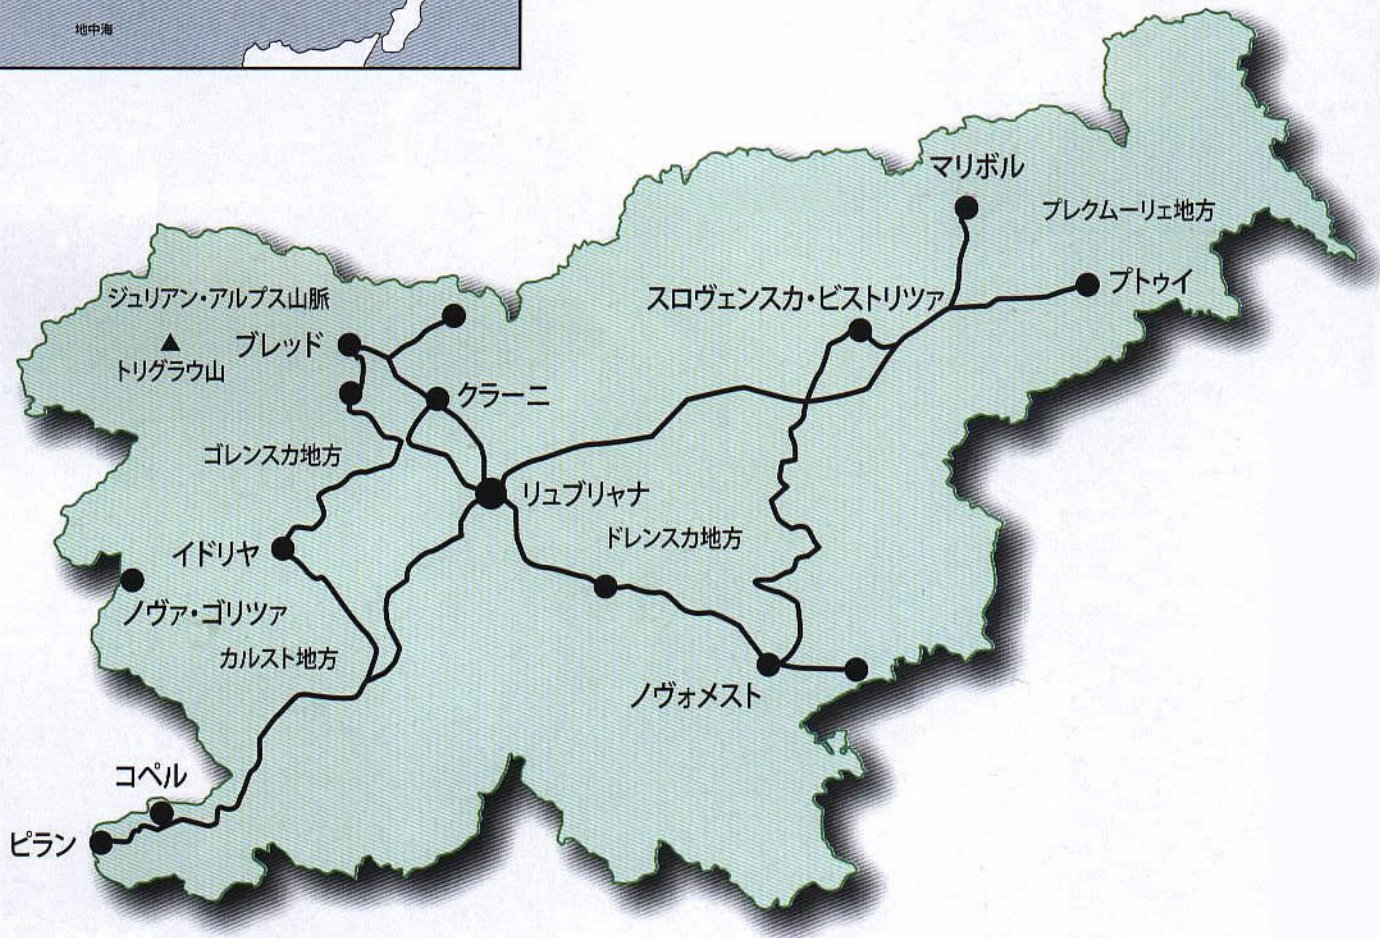 地中海
マリボル
プレクムーリェ地方
プトゥイ
スロヴェンスカ・ビストリツァ
ジュリアン・アルプス山脈
ブレッド
トリグラウ山
クラーニ
ゴレンスカ地方
リュブリャナ
ドレンスカ地方
イドリヤ
ノヴァ・ゴリツァ
カルスト地方
ノヴォメスト
コペル
ピラン